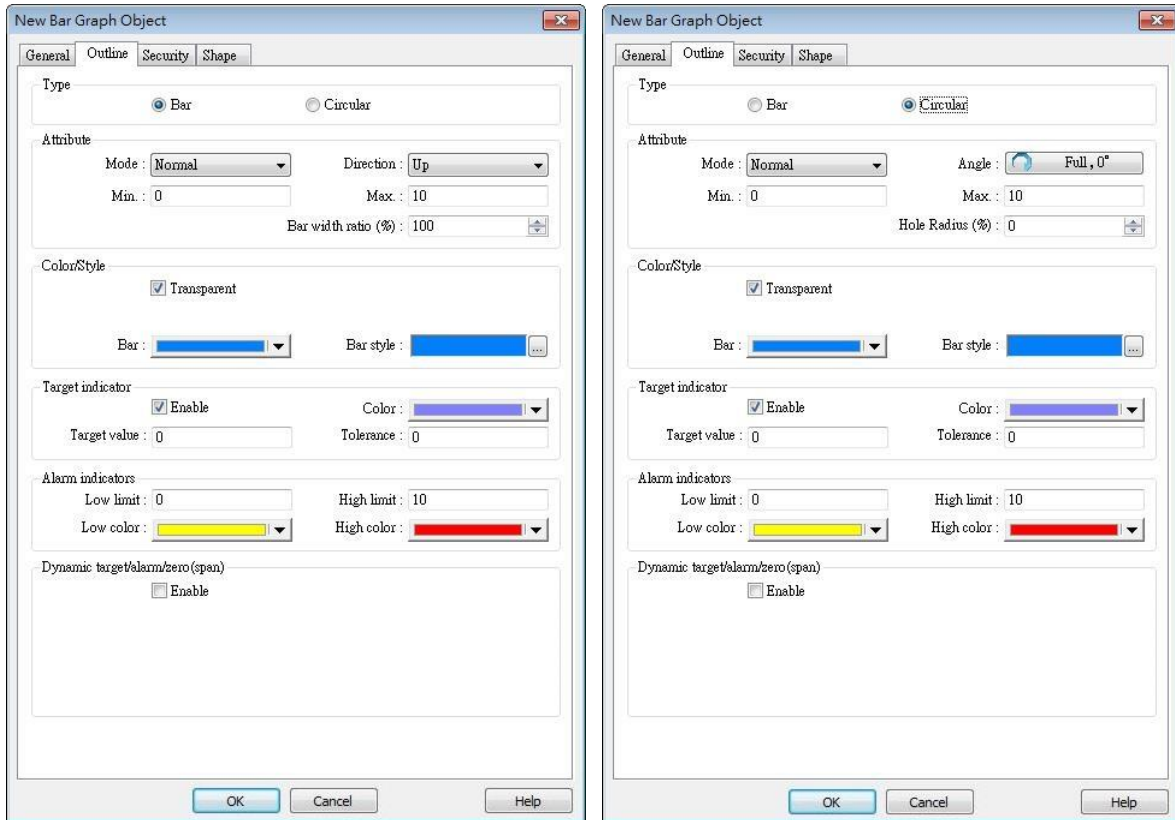 New Bar Graph Object
General Outline Security Shape
Type
Bar Circular
Attribute
Mode : Normal Direction : Up
Min. : 0 Max. : 10
Bar width ratio (%) : 100
Color/Style
Transparent
Bar : Bar style : ...
Target indicator
Enable Color :
Target value : 0 Tolerance : 0
Alarm indicators
Low limit : 0 High limit : 10
Low color : High color :
Dynamic target/alarm/zero(span)
Enable
OK Cancel Help
New Bar Graph Object
General Outline Security Shape
Type
Bar Circular
Attribute
Mode : Normal Angle : Full , 0°
Min. : 0 Max. : 10
Hole Radius (%) : 0
Color/Style
Transparent
Bar : Bar style : ...
Target indicator
Enable Color :
Target value : 0 Tolerance : 0
Alarm indicators
Low limit : 0 High limit : 10
Low color : High color :
Dynamic target/alarm/zero(span)
Enable
OK Cancel Help